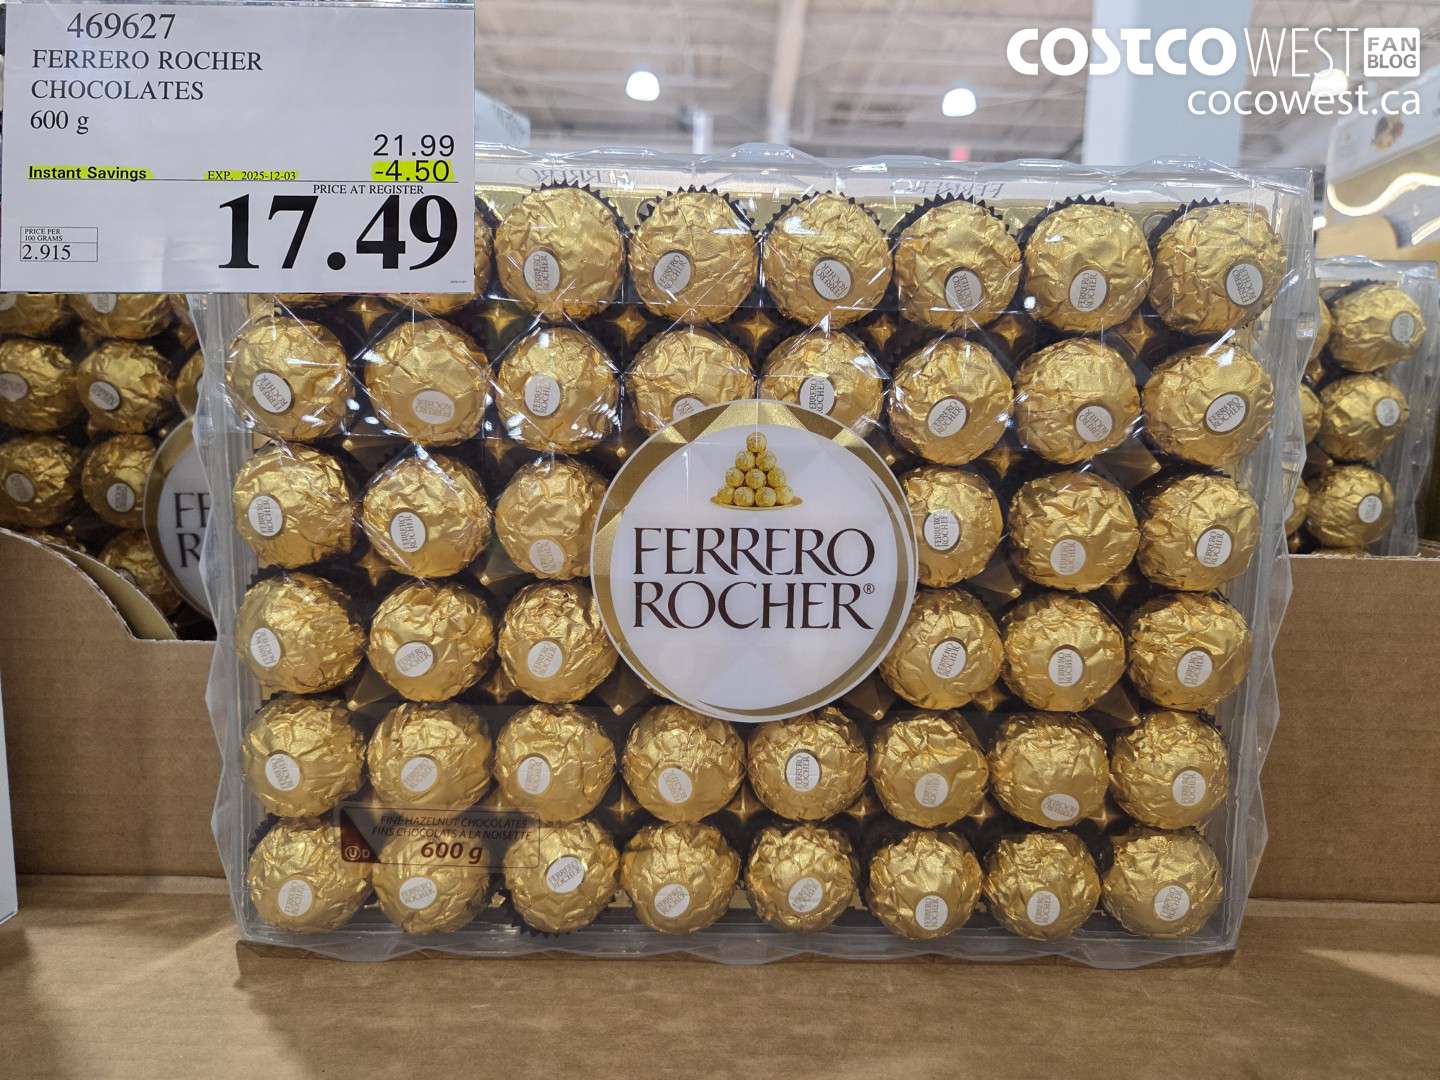 469627
FERRERO ROCHER
CHOCOLATES
600 g
21.99
Instant Savings EXP. 2025-12-03 -4.50
PRICE AT REGISTER
17.49
PRICE PER
100 GRAMS
2.915
COSTCO WEST FAN BLOG
cocowest.ca
FERRERO
ROCHER®
FINE HAZELNUT CHOCOLATES
FINS CHOCOLATS À LA NOISETTE
U D 600 g